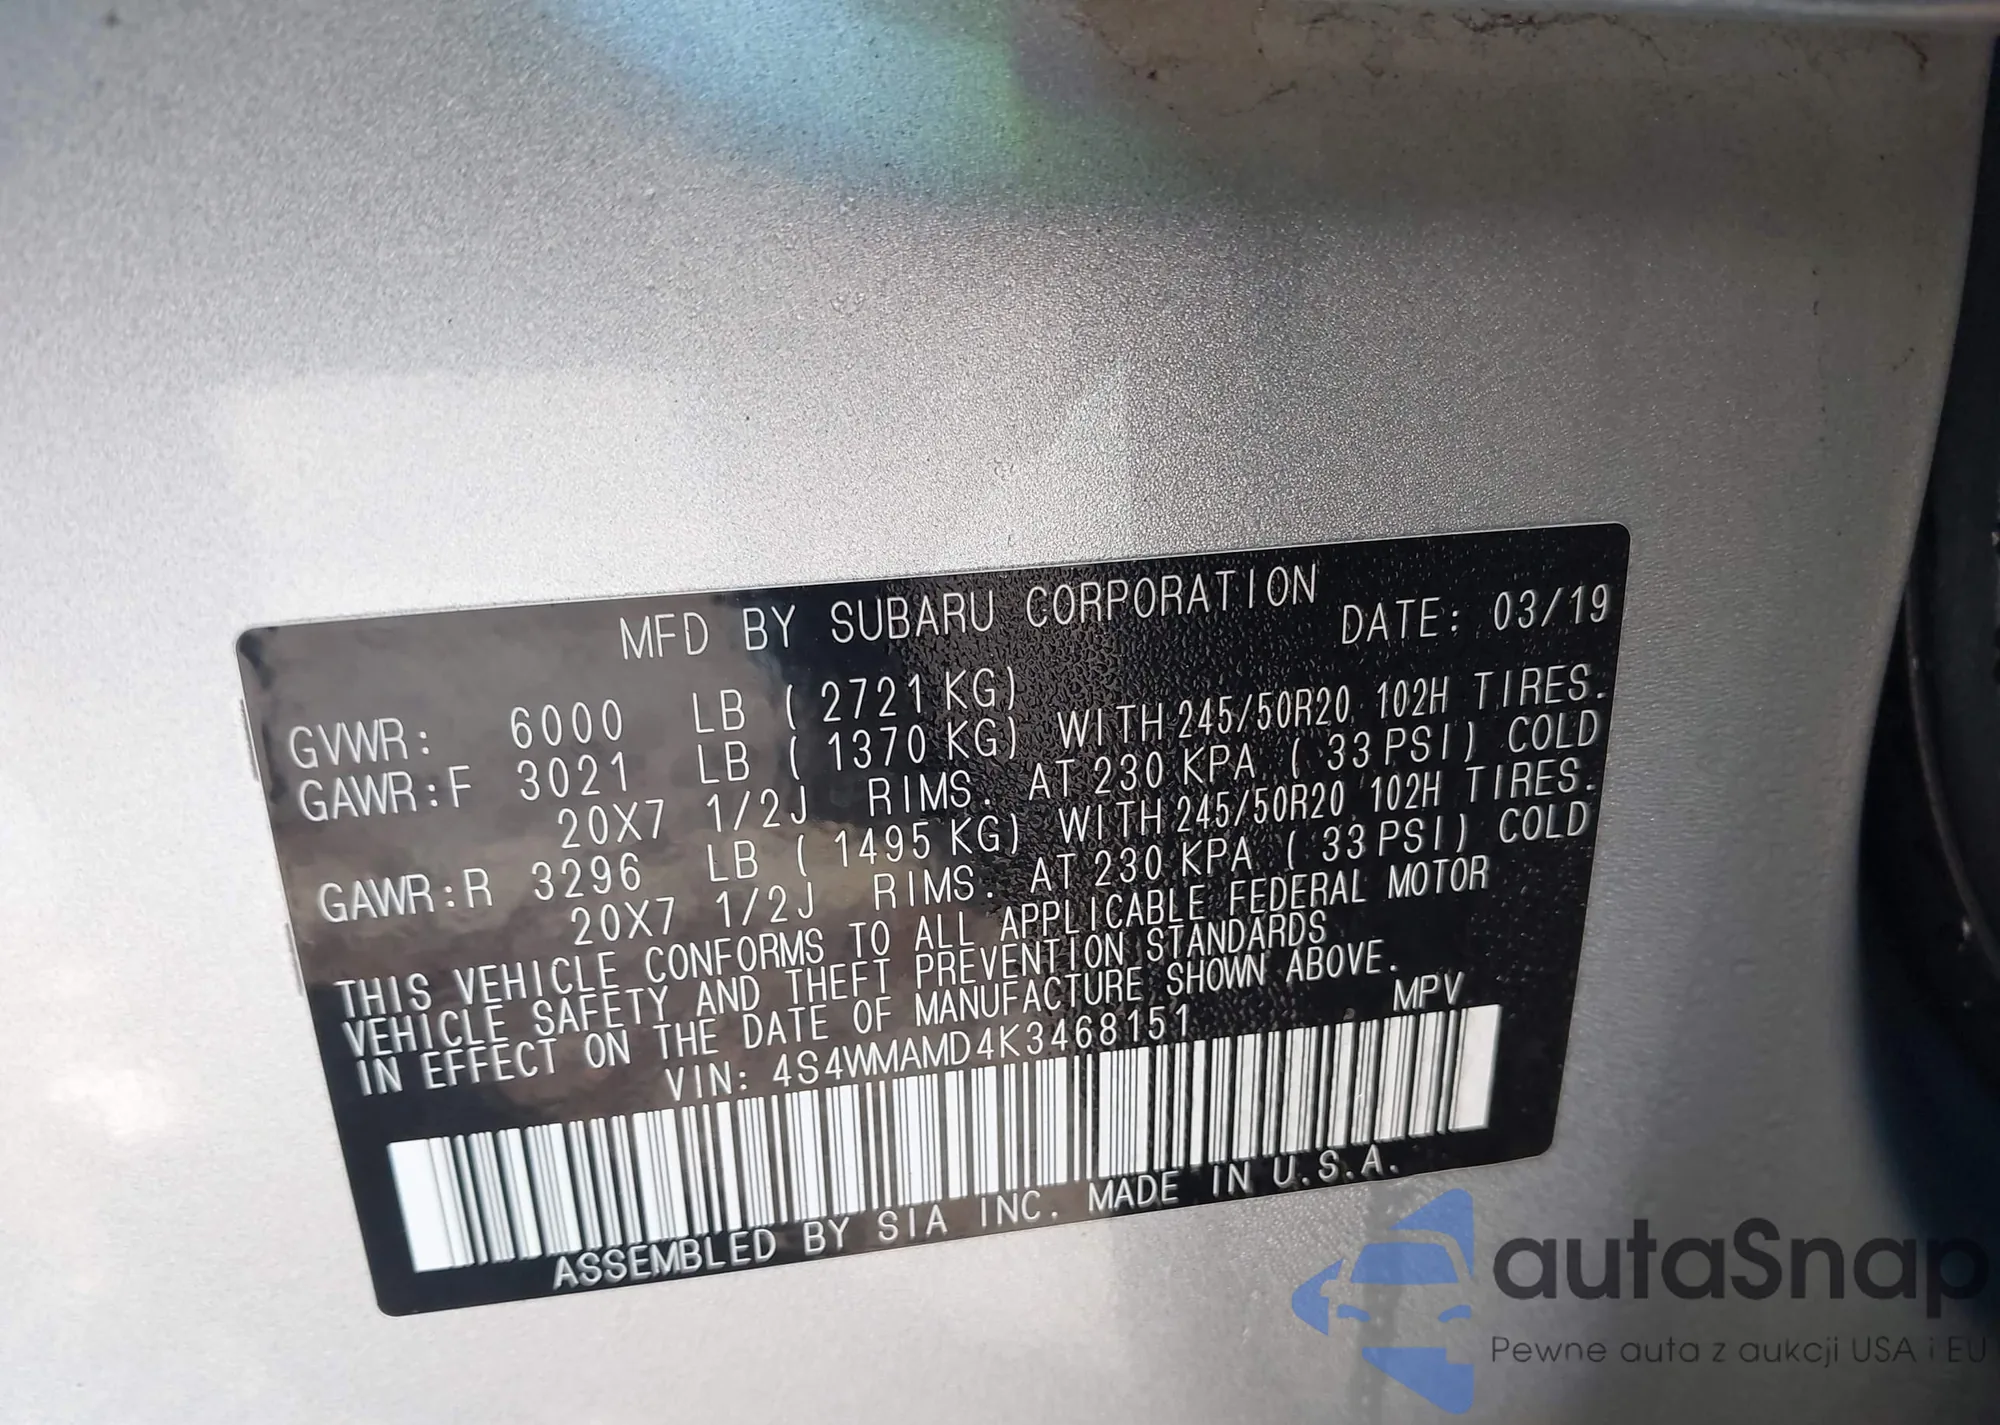 MFD BY SUBARU CORPORATION DATE: 03/19
GVWR: 6000 LB ( 2721 KG)
GAWR:F 3021 LB ( 1370 KG) WITH 245/50R20 102H TIRES.
20X7 1/2J RIMS. AT 230 KPA ( 33 PSI) COLD
GAWR:R 3296 LB ( 1495 KG) WITH 245/50R20 102H TIRES.
20X7 1/2J RIMS. AT 230 KPA ( 33 PSI) COLD
THIS VEHICLE CONFORMS TO ALL APPLICABLE FEDERAL MOTOR
VEHICLE SAFETY AND THEFT PREVENTION STANDARDS
IN EFFECT ON THE DATE OF MANUFACTURE SHOWN ABOVE.
VIN: 4S4WMAMD4K3468151 MPV
ASSEMBLED BY SIA INC. MADE IN U.S.A.
autaSnap
Pewne auta z aukcji USA i EU